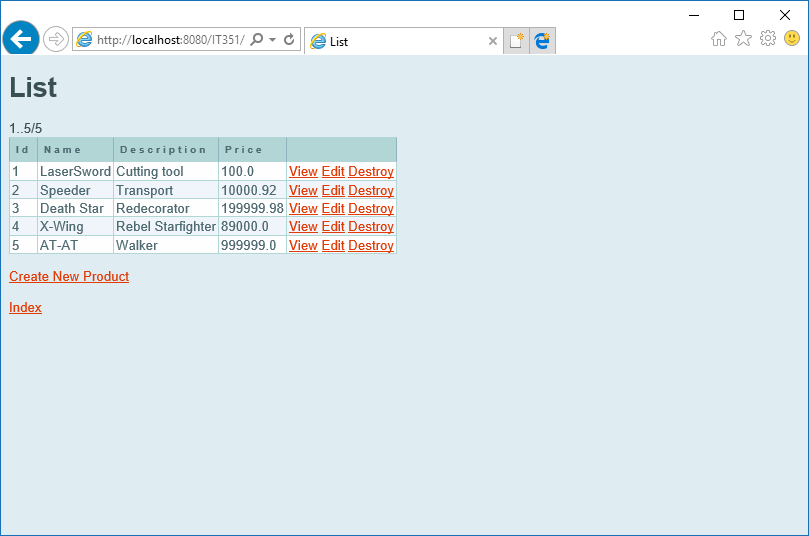 http://localhost:8080/IT351/
List
List
1..5/5
Id Name Description Price
1 LaserSword Cutting tool 100.0 View Edit Destroy
2 Speeder Transport 10000.92 View Edit Destroy
3 Death Star Redecorator 199999.98 View Edit Destroy
4 X-Wing Rebel Starfighter 89000.0 View Edit Destroy
5 AT-AT Walker 999999.0 View Edit Destroy
Create New Product
Index